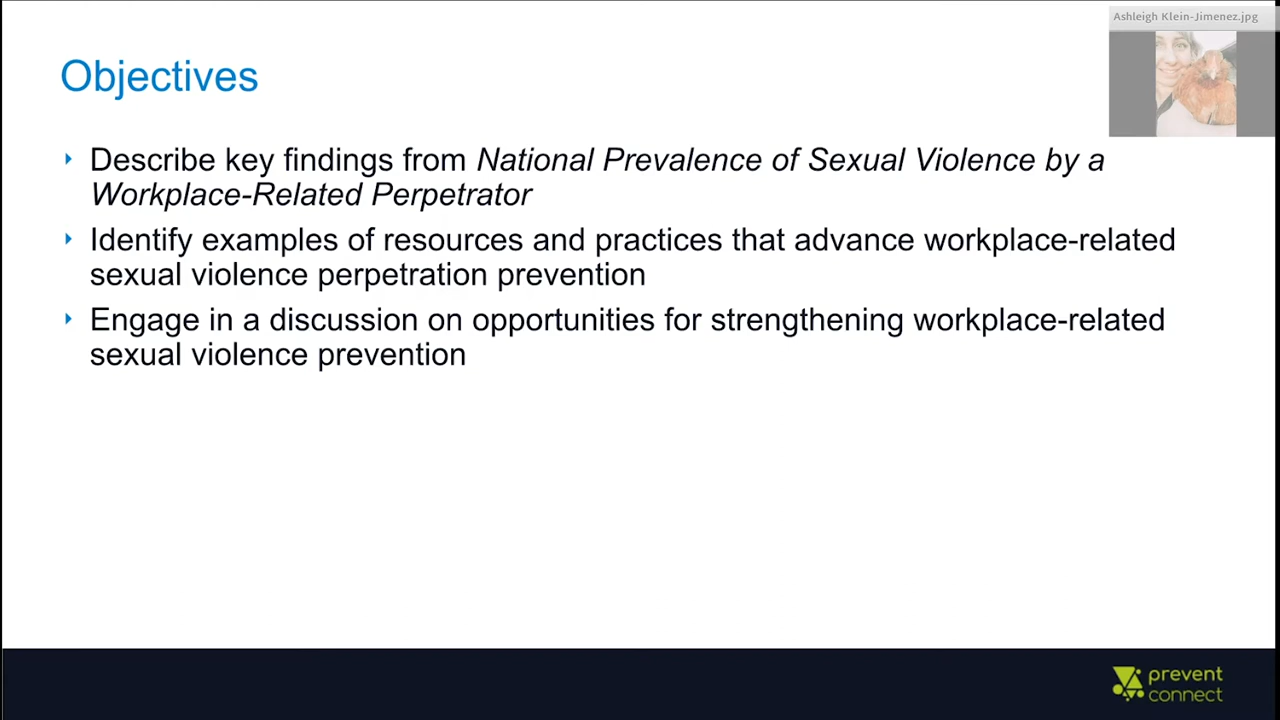 Ashleigh Klein-Jimenez.jpg
Objectives
Describe key findings from National Prevalence of Sexual Violence by a
Workplace-Related Perpetrator
Identify examples of resources and practices that advance workplace-related
sexual violence perpetration prevention
Engage in a discussion on opportunities for strengthening workplace-related
sexual violence prevention
prevent
connect